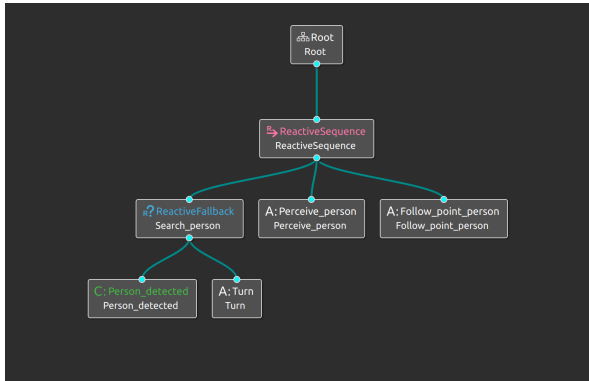 Root
Root
R ReactiveSequence
ReactiveSequence
R? ReactiveFallback
Search_person
A: Perceive_person
Perceive_person
A: Follow_point_person
Follow_point_person
C: Person_detected
Person_detected
A: Turn
Turn